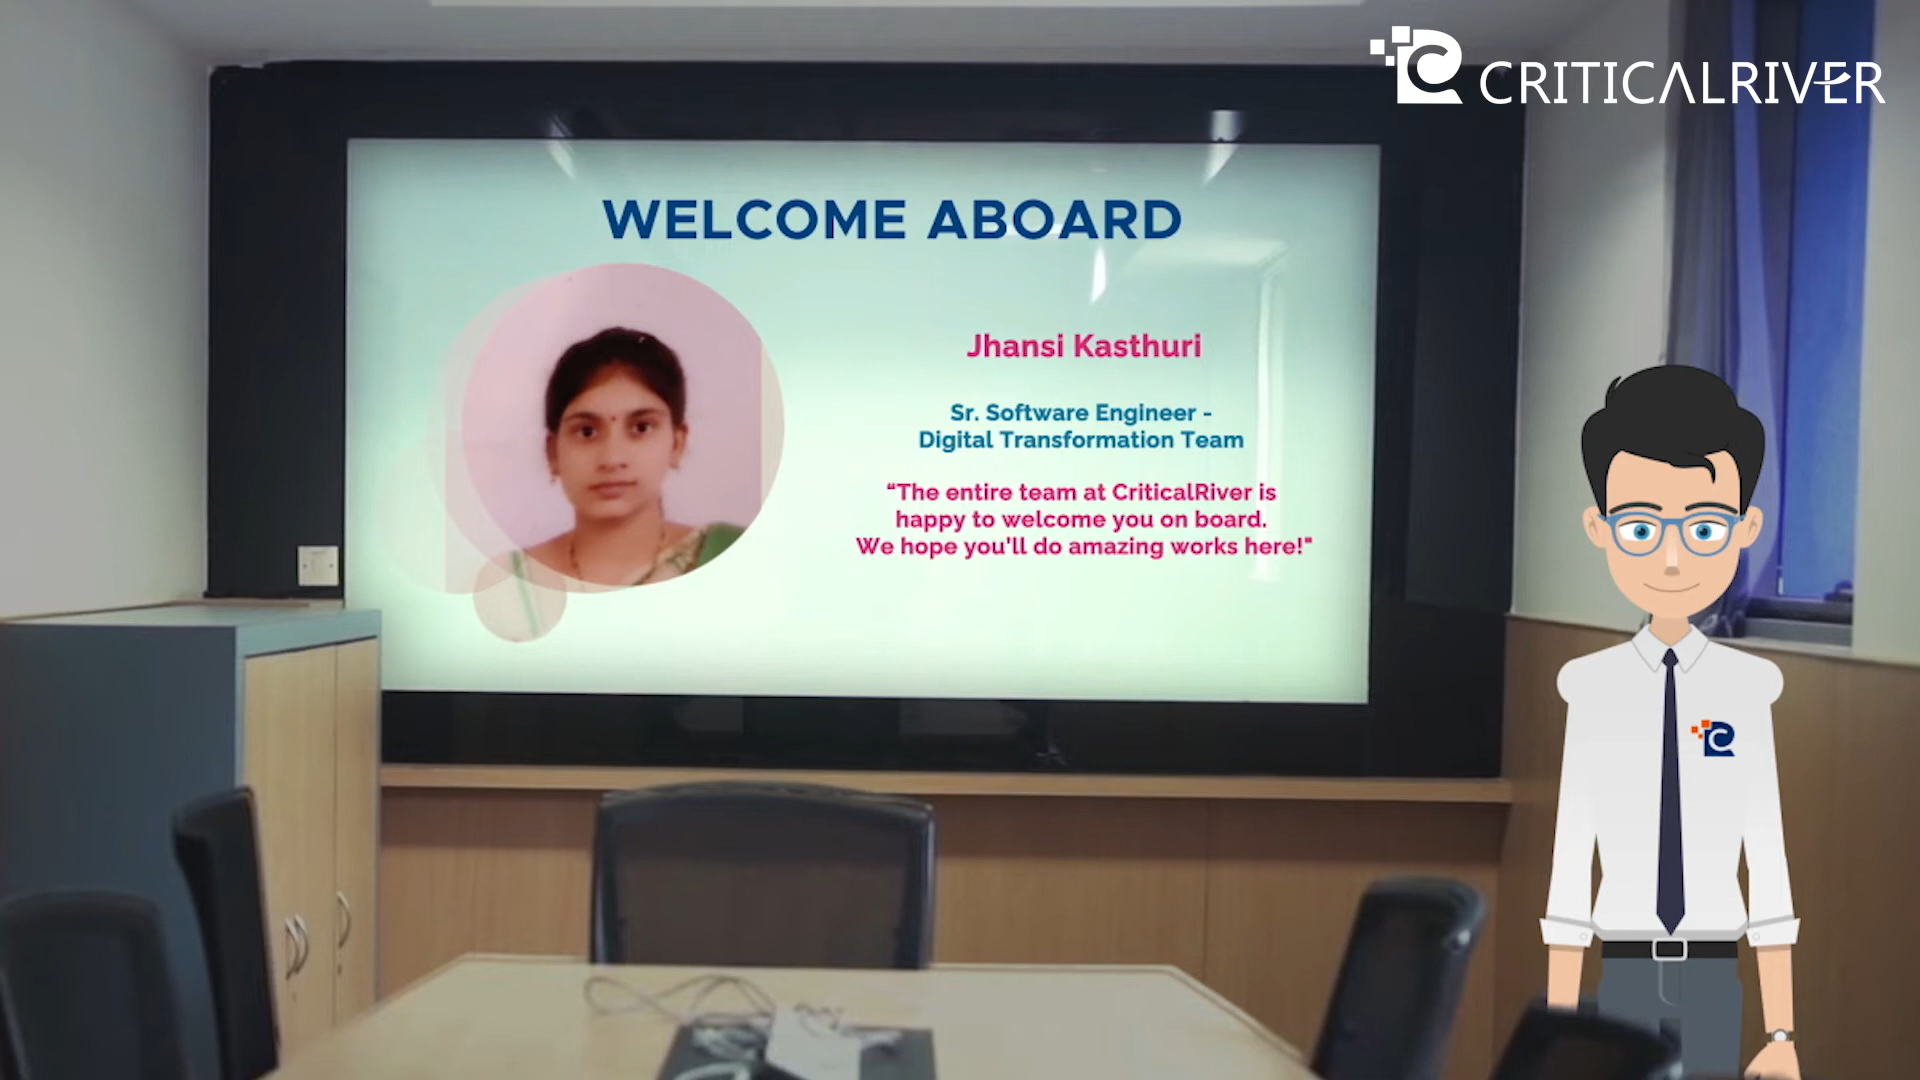 CRITICALRIVER
WELCOME ABOARD
Jhansi Kasthuri
Sr. Software Engineer -
Digital Transformation Team
“The entire team at CriticalRiver is
happy to welcome you on board.
We hope you'll do amazing works here!"